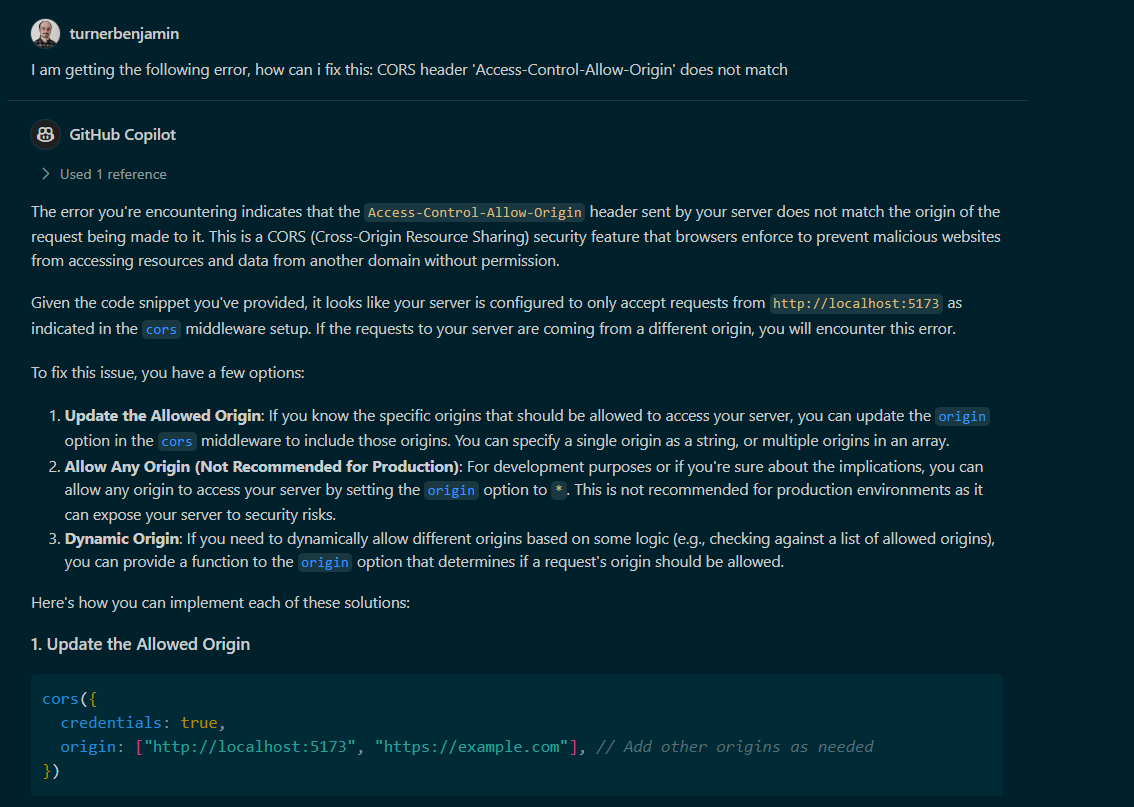 turnerbenjamin
I am getting the following error, how can i fix this: CORS header 'Access-Control-Allow-Origin' does not match
GitHub Copilot
Used 1 reference
The error you're encountering indicates that the Access-Control-Allow-Origin header sent by your server does not match the origin of the
request being made to it. This is a CORS (Cross-Origin Resource Sharing) security feature that browsers enforce to prevent malicious websites
from accessing resources and data from another domain without permission.
Given the code snippet you've provided, it looks like your server is configured to only accept requests from http://localhost:5173 as
indicated in the cors middleware setup. If the requests to your server are coming from a different origin, you will encounter this error.
To fix this issue, you have a few options:
1. Update the Allowed Origin: If you know the specific origins that should be allowed to access your server, you can update the origin
option in the cors middleware to include those origins. You can specify a single origin as a string, or multiple origins in an array.
2. Allow Any Origin (Not Recommended for Production): For development purposes or if you're sure about the implications, you can
allow any origin to access your server by setting the origin option to *. This is not recommended for production environments as it
can expose your server to security risks.
3. Dynamic Origin: If you need to dynamically allow different origins based on some logic (e.g., checking against a list of allowed origins),
you can provide a function to the origin option that determines if a request's origin should be allowed.
Here's how you can implement each of these solutions:
1. Update the Allowed Origin
cors({
  credentials: true,
  origin: ["http://localhost:5173", "https://example.com"], // Add other origins as needed
})